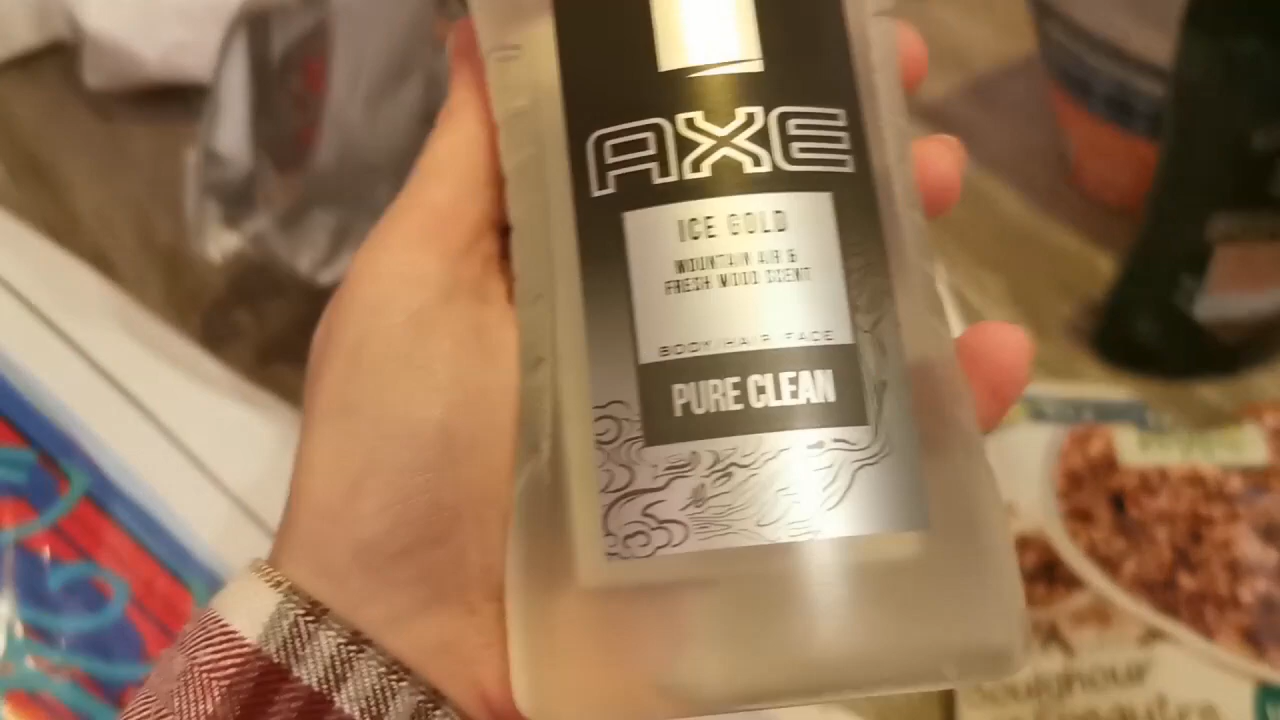 AXE
ICE GOLD
MOUNTAIN AIR &
FRESH WOOD SCENT
BODY HAIR FACE
PURE CLEAN